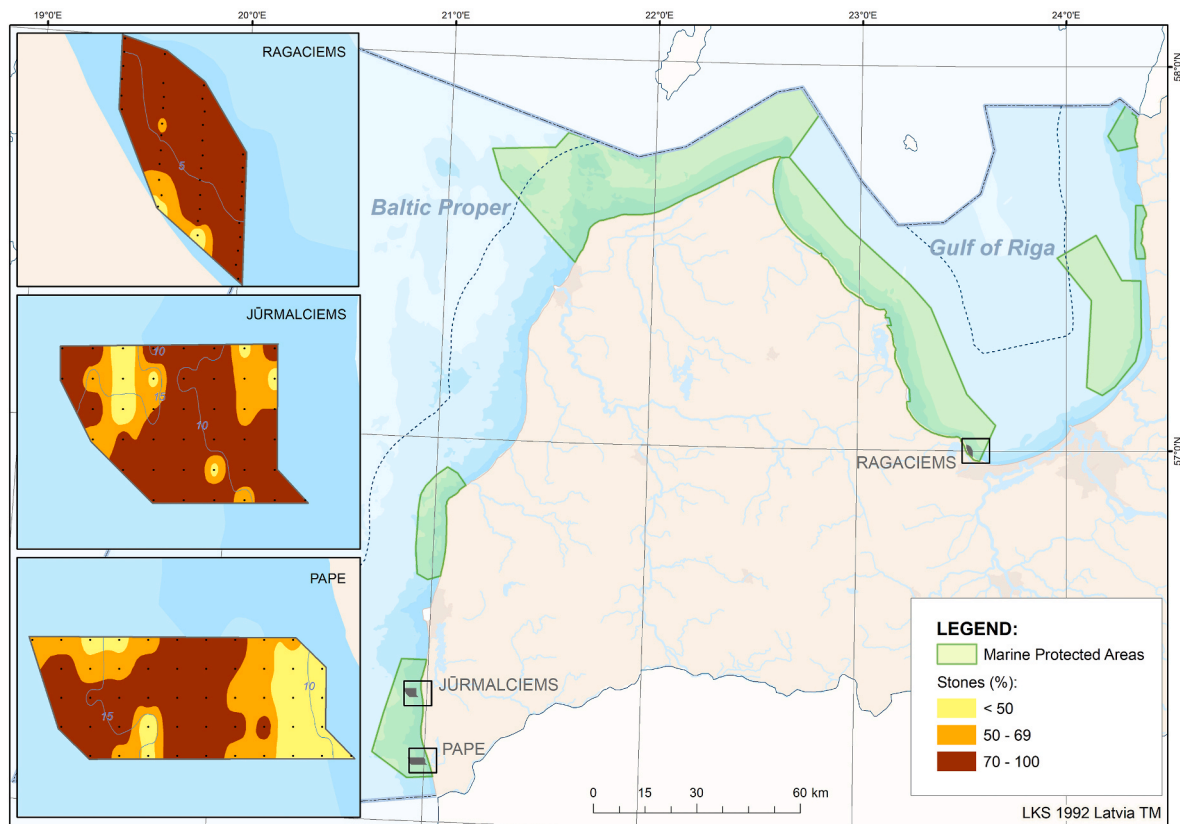 19°0'E
20°0'E
21°0'E
22°0'E
23°0'E
24°0'E
58°0'N
57°0'N
RAGACIEMS
5
JŪRMALCIEMS
10
15
10
PAPE
10
15
Baltic Proper
Gulf of Riga
RAGACIEMS
JŪRMALCIEMS
PAPE
LEGEND:
Marine Protected Areas
Stones (%):
< 50
50 - 69
70 - 100
0 15 30 60 km
LKS 1992 Latvia TM